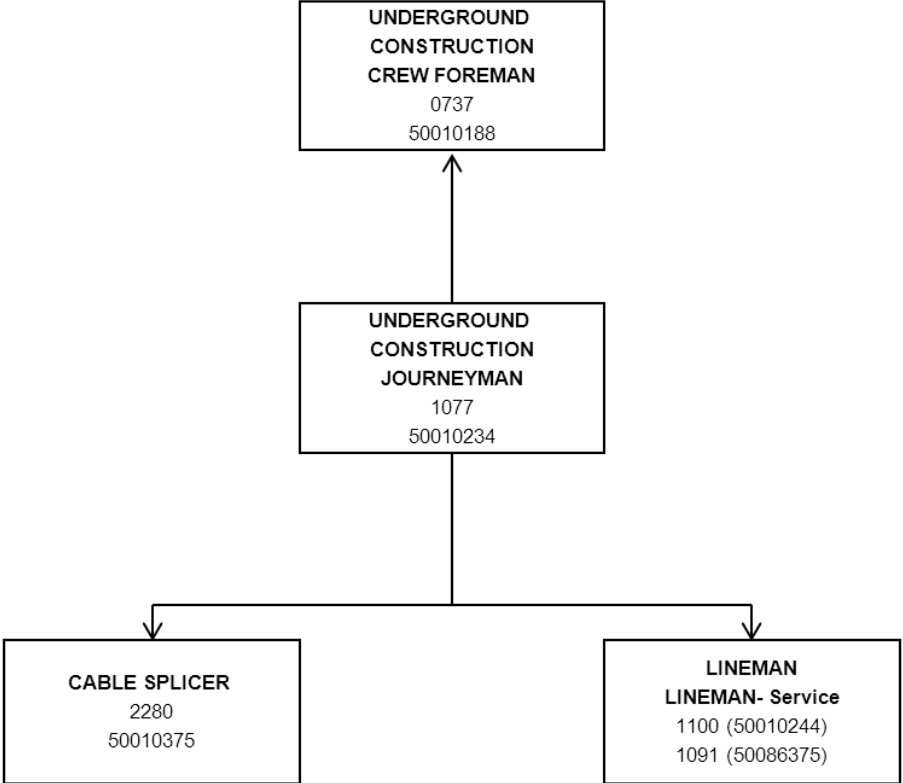 UNDERGROUND
CONSTRUCTION
CREW FOREMAN
0737
50010188
UNDERGROUND
CONSTRUCTION
JOURNEYMAN
1077
50010234
CABLE SPLICER
2280
50010375
LINEMAN
LINEMAN- Service
1100 (50010244)
1091 (50086375)